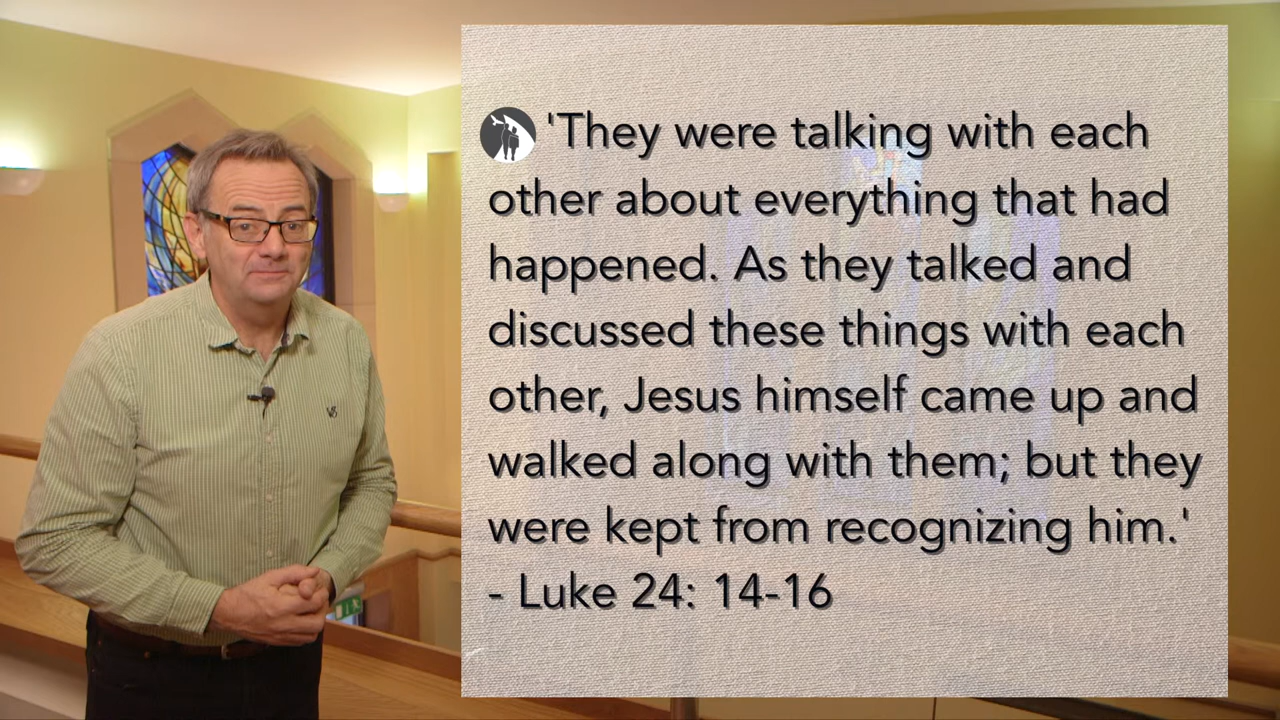 'They were talking with each
other about everything that had
happened. As they talked and
discussed these things with each
other, Jesus himself came up and
walked along with them; but they
were kept from recognizing him.'
- Luke 24: 14-16